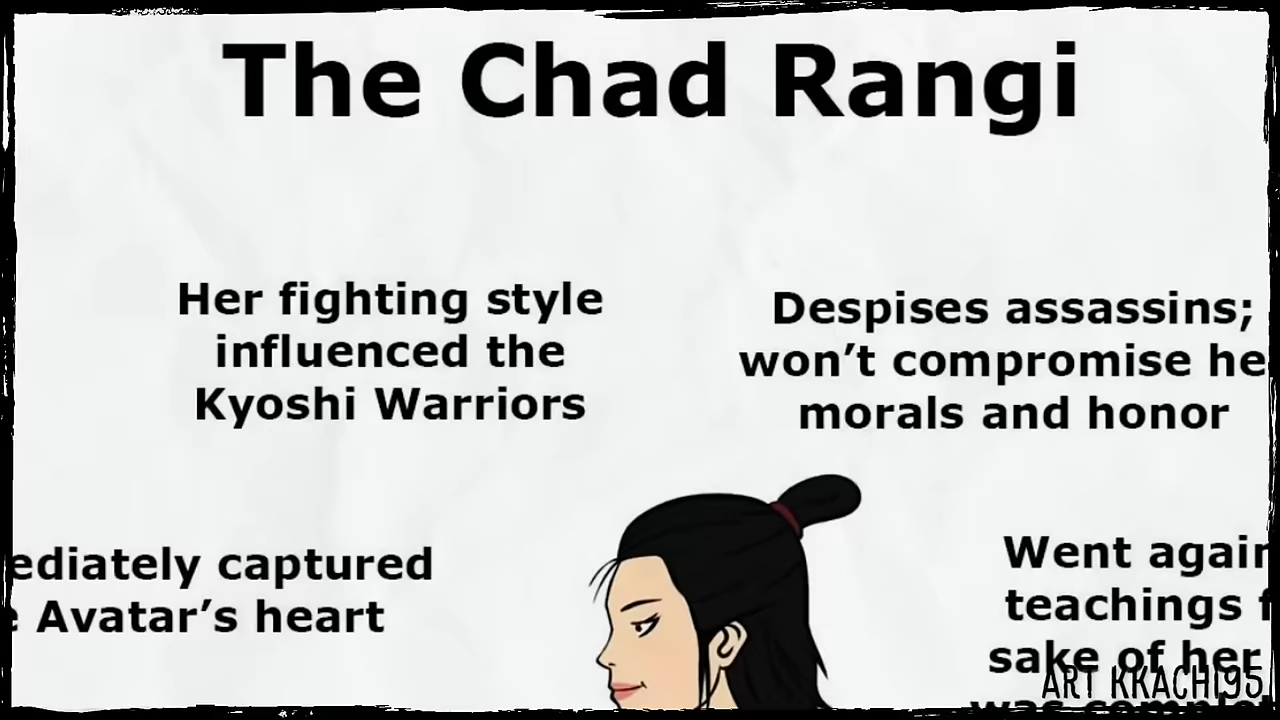 The Chad Rangi
Her fighting style
influenced the
Kyoshi Warriors
Despises assassins;
won’t compromise he
morals and honor
ediately captured
Avatar’s heart
Went again
teachings f
sake of her
ART KKACHI95